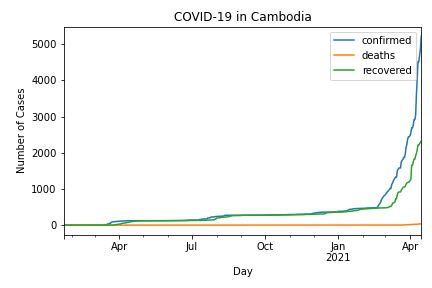 COVID-19 in Cambodia
confirmed
deaths
recovered
5000
4000
3000
2000
1000
0
Number of Cases
Apr
Jul
Oct
Jan
2021
Apr
Day